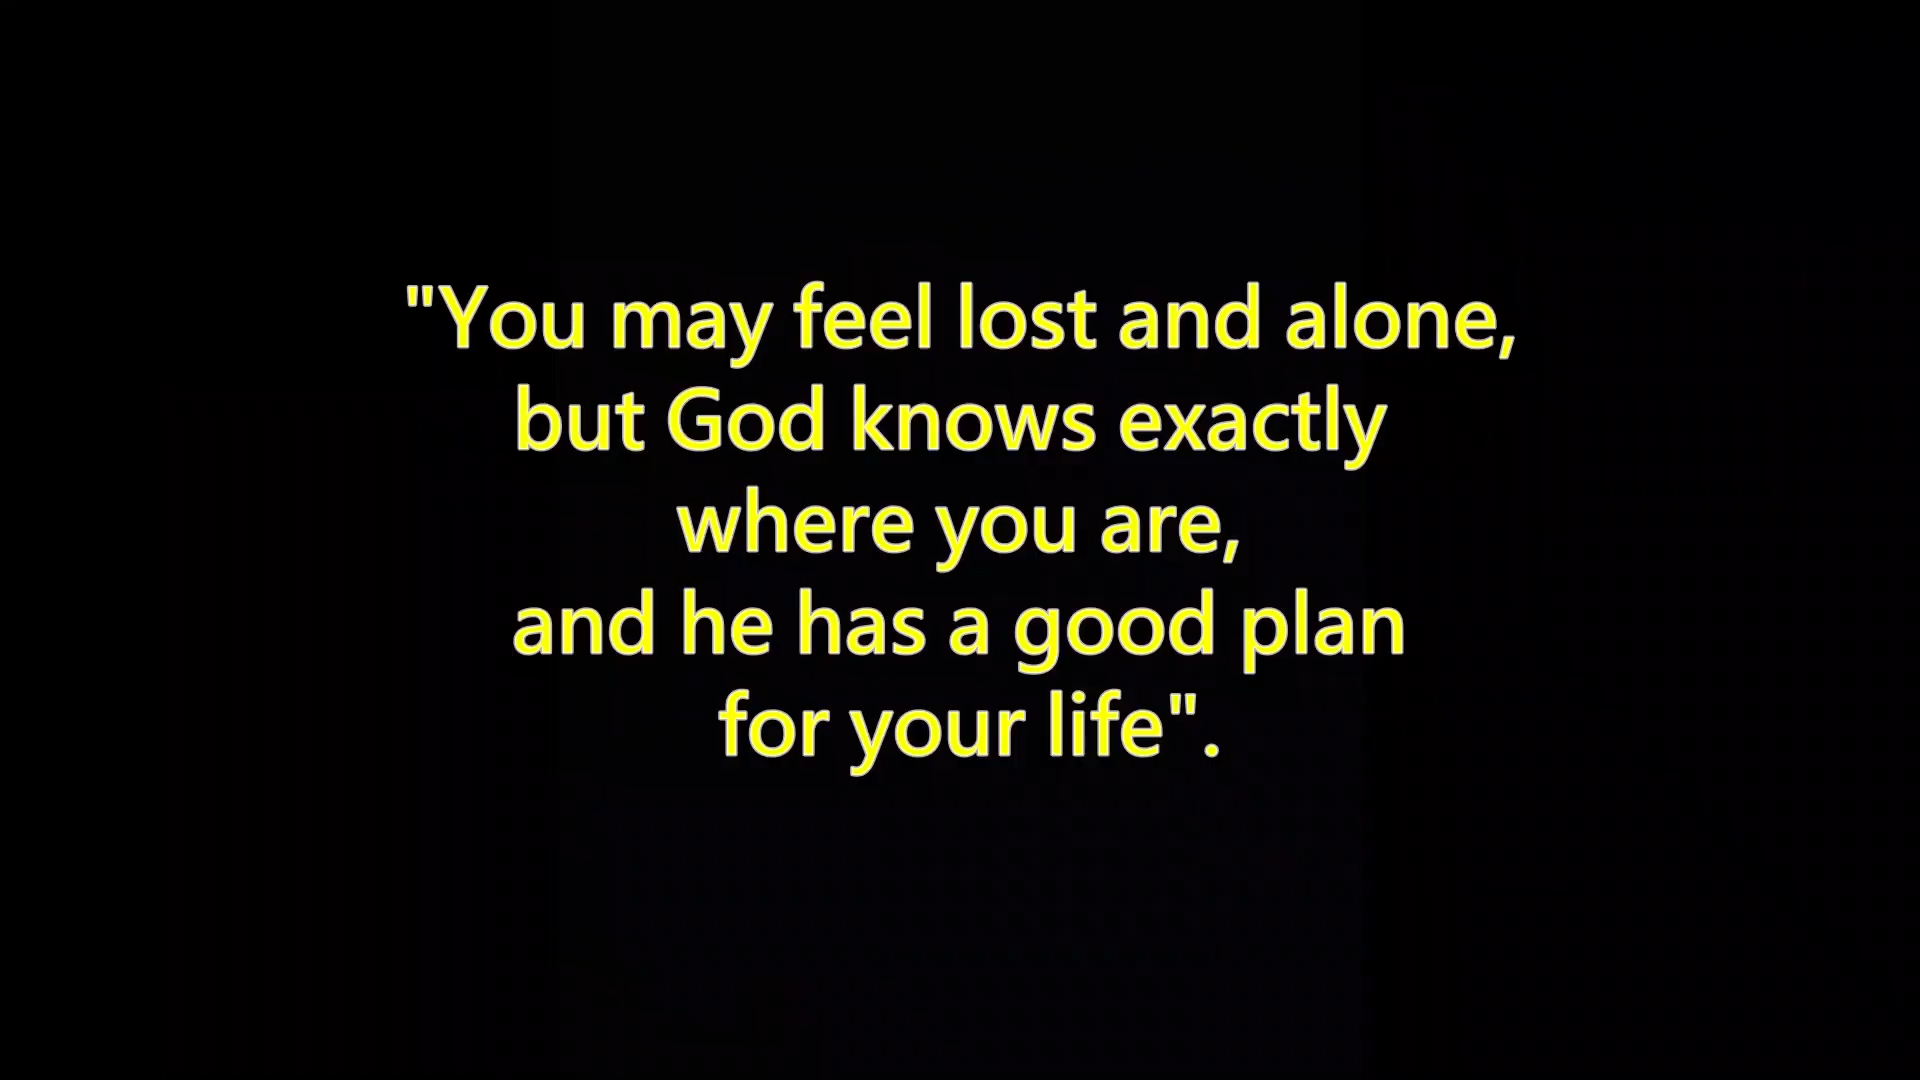 "You may feel lost and alone,
but God knows exactly
where you are,
and he has a good plan
for your life".